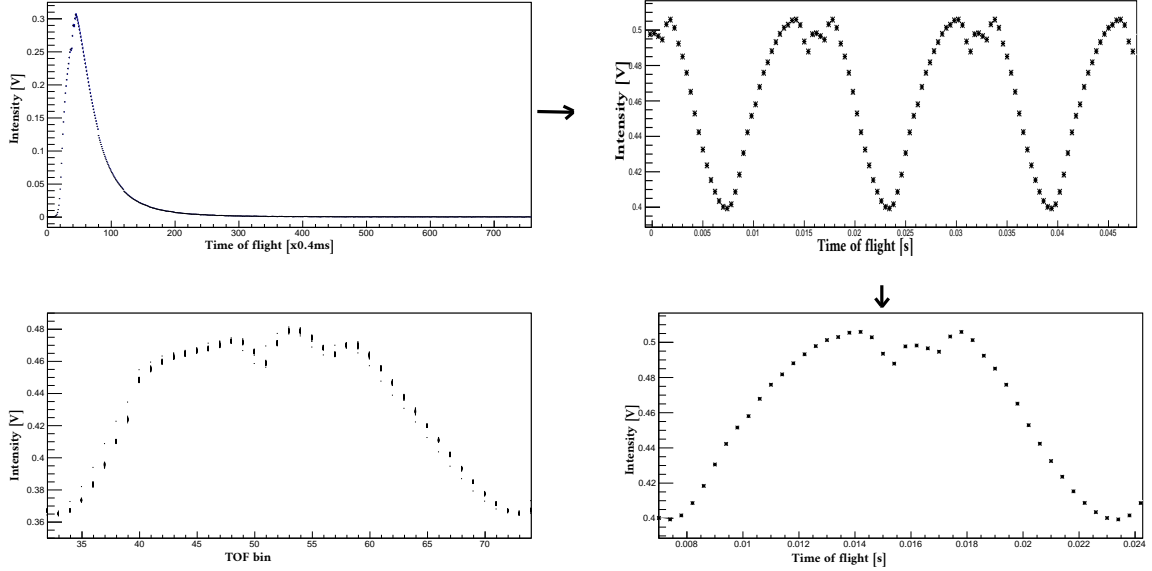 0.3
0.25
0.2
0.15
0.1
0.05
0
Intensity [V]
0 100 200 300 400 500 600 700
Time of flight [x0.4ms]
0.5
0.48
0.46
0.44
0.42
0.4
Intensity [V]
0 0.005 0.01 0.015 0.02 0.025 0.03 0.035 0.04 0.045
Time of flight [s]
0.48
0.46
0.44
0.42
0.4
0.38
0.36
Intensity [V]
35 40 45 50 55 60 65 70
TOF bin
0.5
0.48
0.46
0.44
0.42
0.4
Intensity [V]
0.008 0.01 0.012 0.014 0.016 0.018 0.02 0.022 0.024
Time of flight [s]